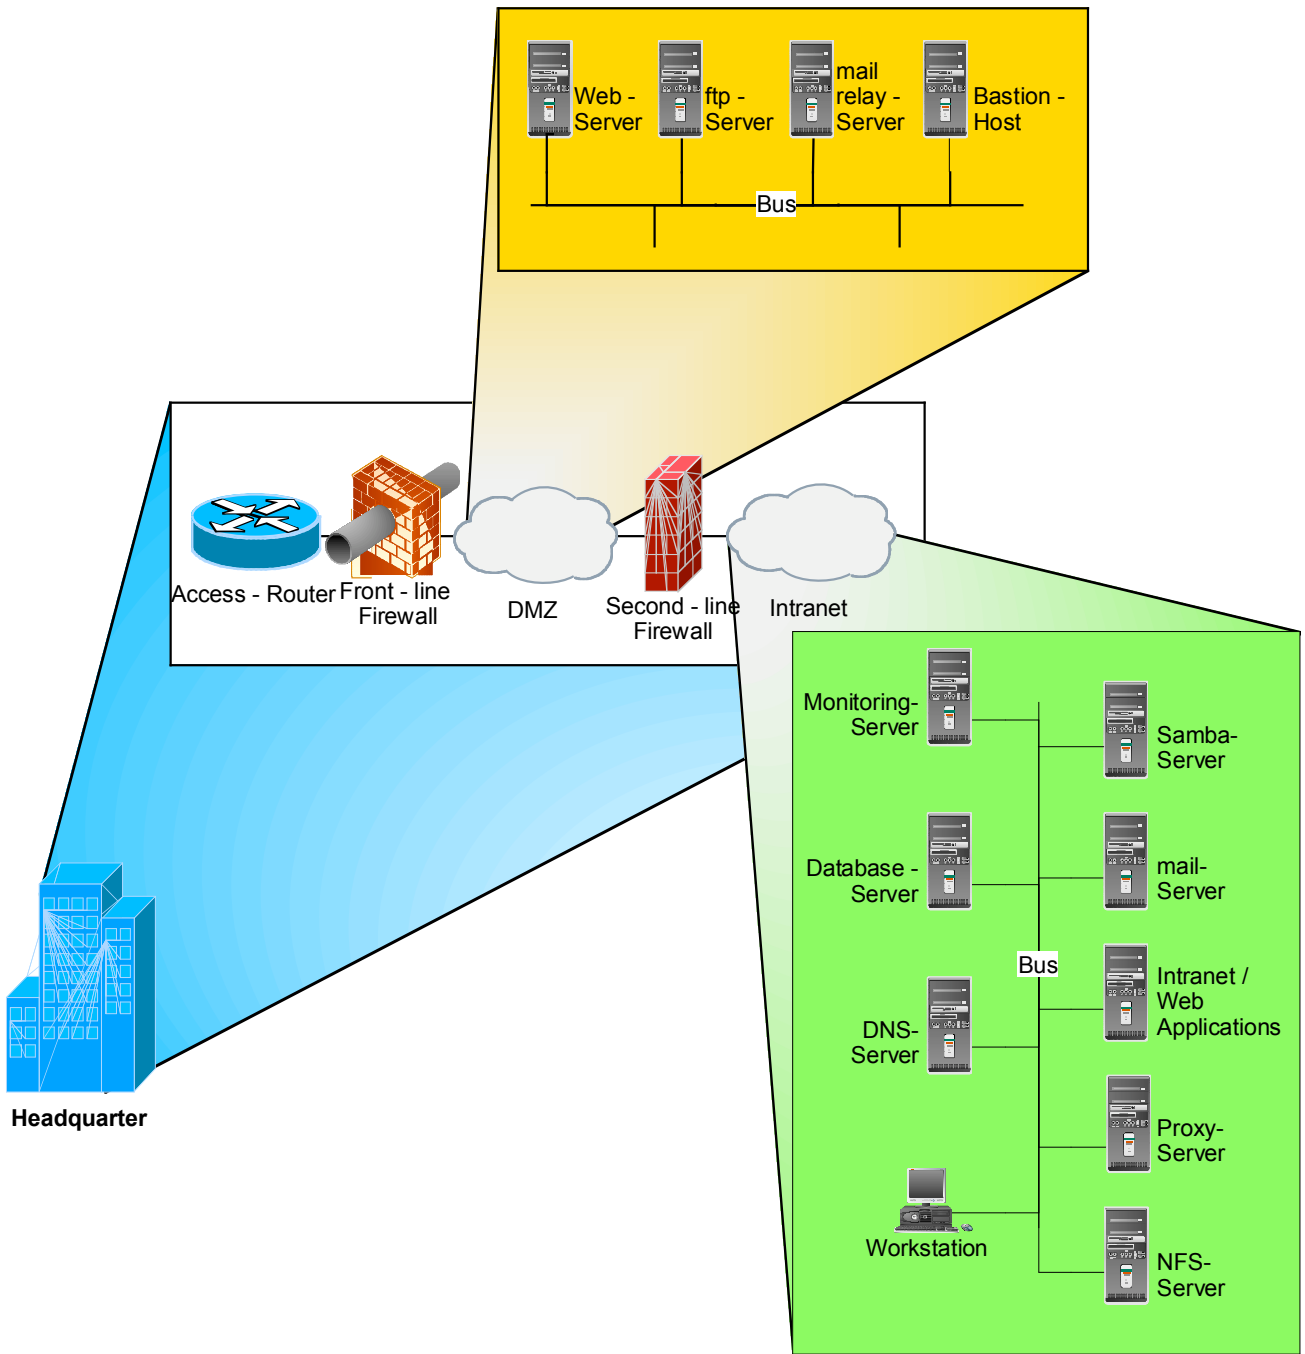 Web -
Server
ftp -
Server
mail
relay -
Server
Bastion -
Host
Bus
Access - Router
Front - line
Firewall
DMZ
Second - line
Firewall
Intranet
Monitoring-
Server
Samba-
Server
Database -
Server
mail-
Server
Bus
Intranet /
Web
Applications
DNS-
Server
Proxy-
Server
Workstation
NFS-
Server
Headquarter